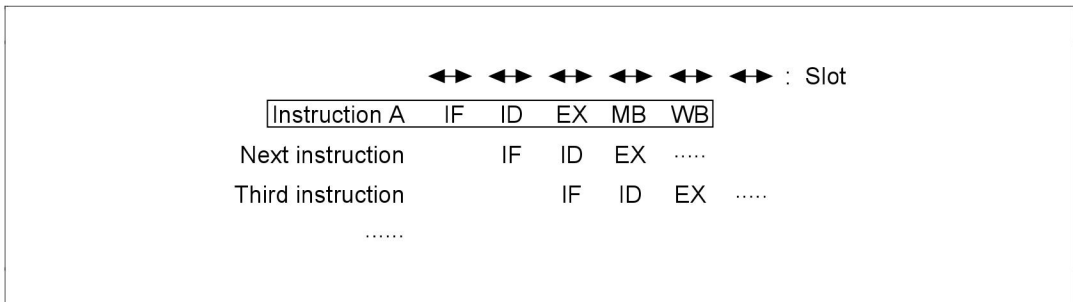 : Slot
Instruction A IF ID EX MB WB
Next instruction IF ID EX .....
Third instruction IF ID EX .....
......